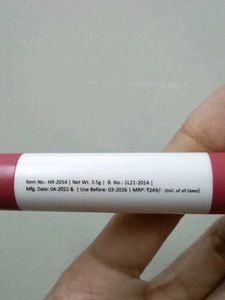 Item No.: HR-2014 | Net Wt. 3.5g | B. No.: 1L21-2014 |
Mfg. Date: 04-2022 & | Use Before: 03-2026 | MRP: ₹249/- (Incl. of all taxes)